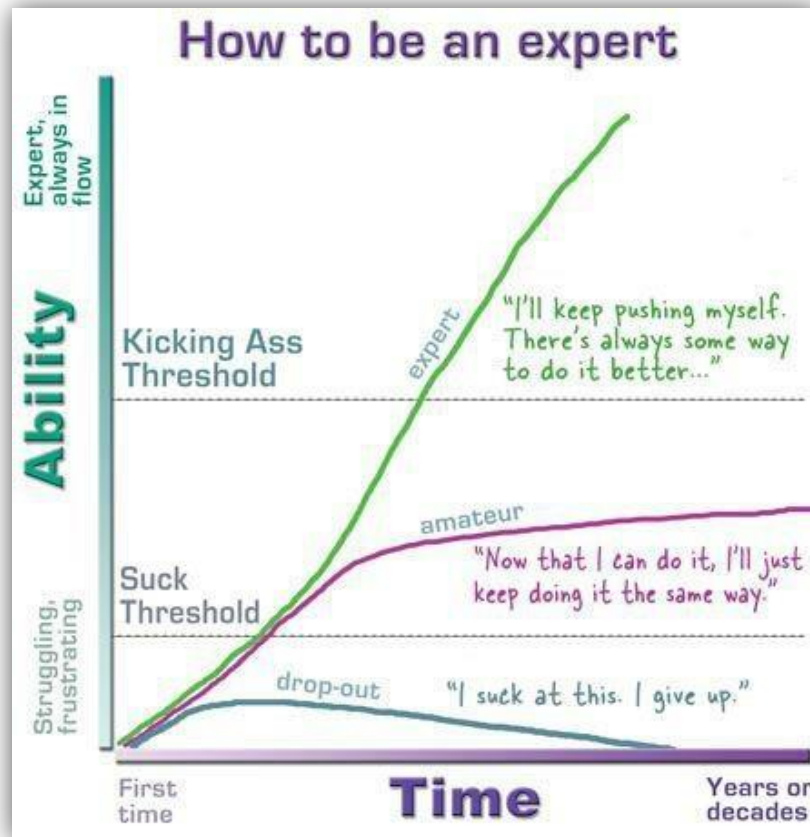 How to be an expert
Expert,
always in
flow
Ability
Struggling,
frustrating
Kicking Ass
Threshold
expert
"I'll keep pushing myself.
There's always some way
to do it better..."
amateur
"Now that I can do it, I'll just
keep doing it the same way."
Suck
Threshold
drop-out
"I suck at this. I give up."
First
time
Time
Years or
decades